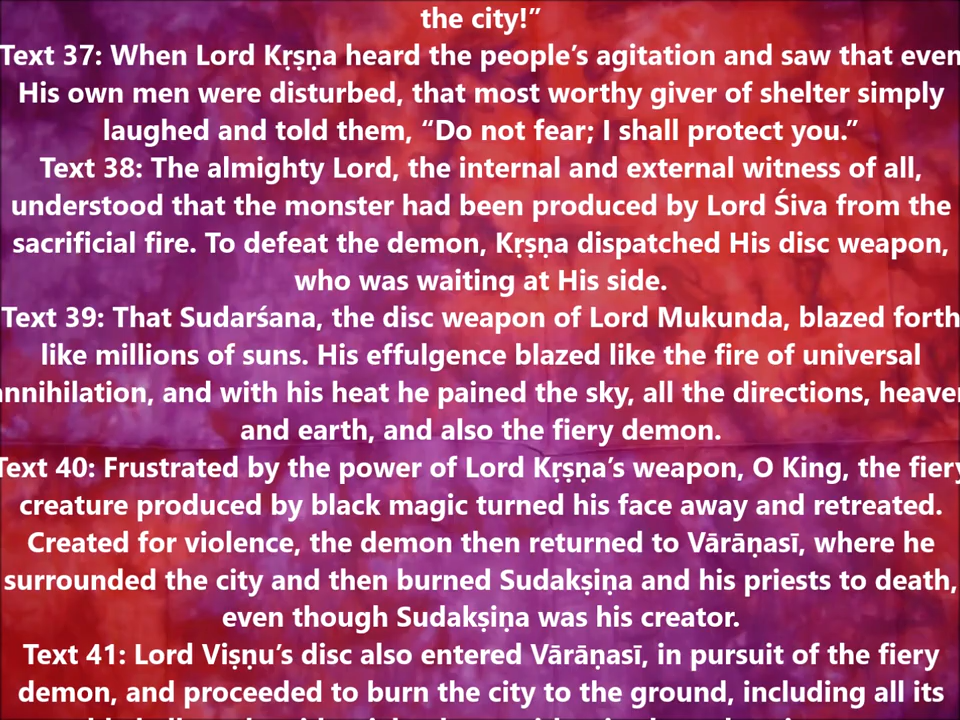 the city!”
Text 37: When Lord Kṛṣṇa heard the people’s agitation and saw that even
His own men were disturbed, that most worthy giver of shelter simply
laughed and told them, “Do not fear; I shall protect you.”
Text 38: The almighty Lord, the internal and external witness of all,
understood that the monster had been produced by Lord Śiva from the
sacrificial fire. To defeat the demon, Kṛṣṇa dispatched His disc weapon,
who was waiting at His side.
Text 39: That Sudarśana, the disc weapon of Lord Mukunda, blazed forth
like millions of suns. His effulgence blazed like the fire of universal
annihilation, and with his heat he pained the sky, all the directions, heaven
and earth, and also the fiery demon.
Text 40: Frustrated by the power of Lord Kṛṣṇa’s weapon, O King, the fiery
creature produced by black magic turned his face away and retreated.
Created for violence, the demon then returned to Vārāṇasī, where he
surrounded the city and then burned Sudakṣiṇa and his priests to death,
even though Sudakṣiṇa was his creator.
Text 41: Lord Viṣṇu’s disc also entered Vārāṇasī, in pursuit of the fiery
demon, and proceeded to burn the city to the ground, including all its